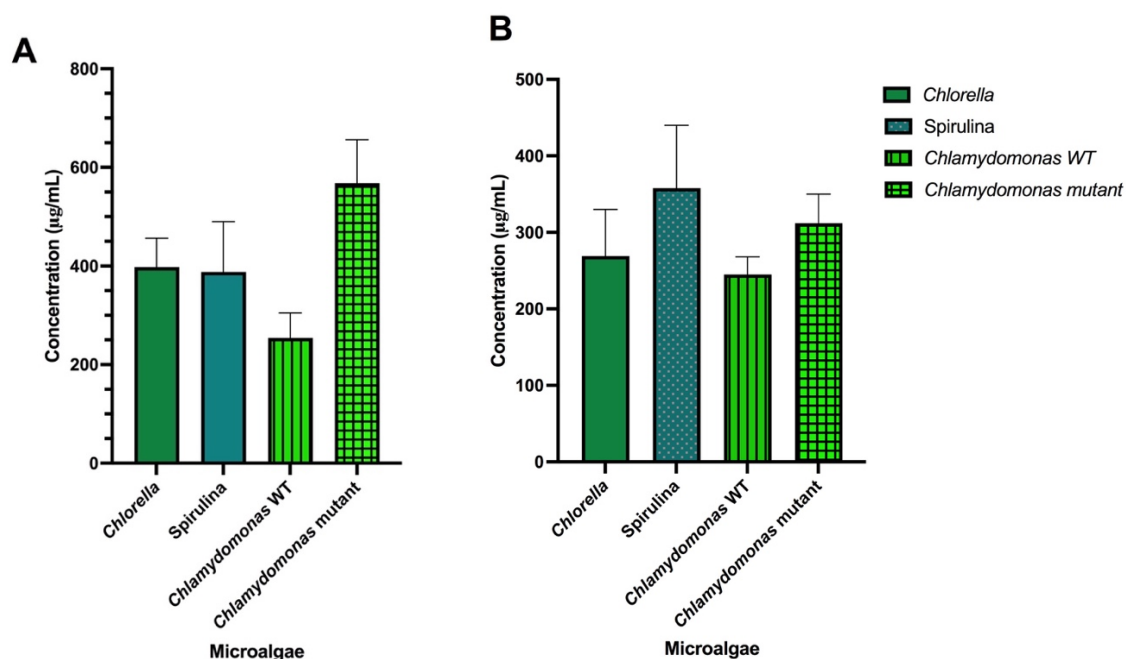 A
800
600
400
200
0
Concentration (µg/mL)
Chlorella
Spirulina
Chlamydomonas WT
Chlamydomonas mutant
Microalgae
B
500
400
300
200
100
0
Concentration (µg/mL)
Chlorella
Spirulina
Chlamydomonas WT
Chlamydomonas mutant
Microalgae
Chlorella
Spirulina
Chlamydomonas WT
Chlamydomonas mutant